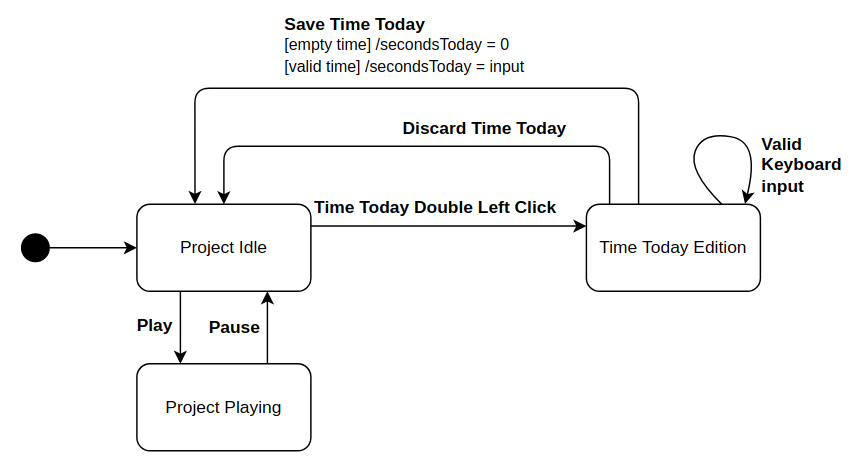 Save Time Today
[empty time] /secondsToday = 0
[valid time] /secondsToday = input
Discard Time Today
Valid
Keyboard
input
Time Today Double Left Click
Project Idle
Time Today Edition
Play
Pause
Project Playing